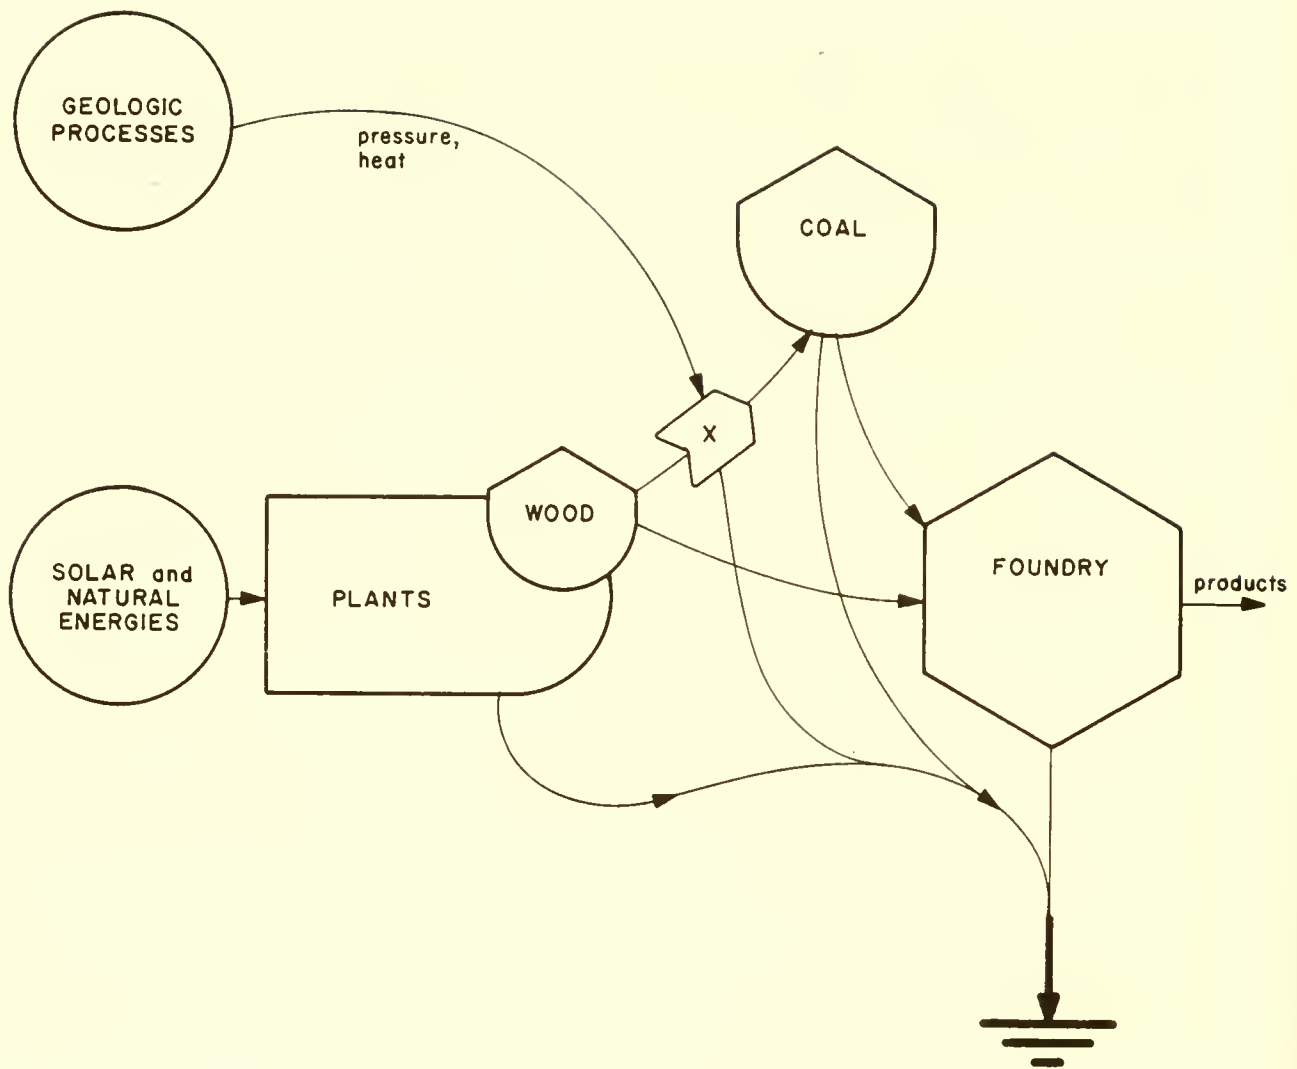 GEOLOGIC
PROCESSES
pressure,
heat
COAL
X
WOOD
SOLAR and
NATURAL
ENERGIES
PLANTS
FOUNDRY
products